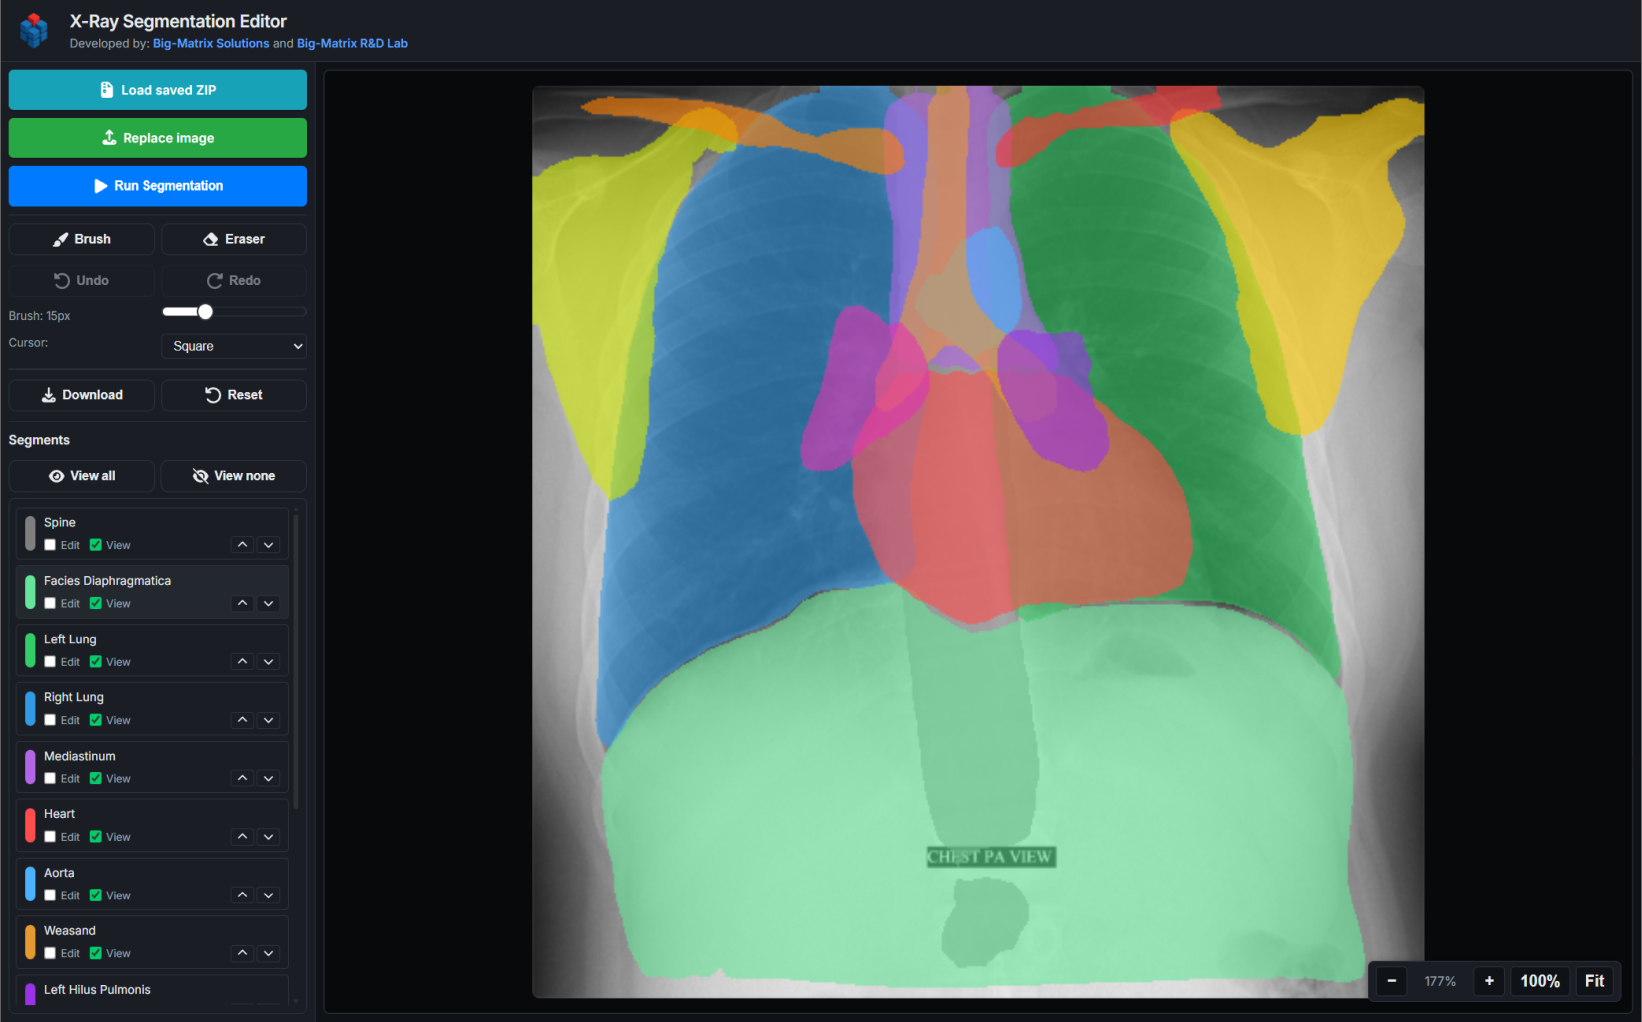 X-Ray Segmentation Editor
Developed by: Big-Matrix Solutions and Big-Matrix R&D Lab
Load saved ZIP
Replace image
Run Segmentation
Brush Eraser
Undo Redo
Brush: 15px
Cursor: Square
Download Reset
Segments
View all View none
Spine
Edit View
Facies Diaphragmatica
Edit View
Left Lung
Edit View
Right Lung
Edit View
Mediastinum
Edit View
Heart
Edit View
Aorta
Edit View
Weasand
Edit View
Left Hilus Pulmonis
CHEST PA VIEW
− 177% + 100% Fit